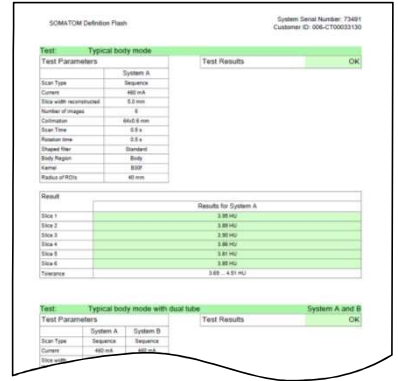 SOMATOM Definition Flash
System Serial Number: 73491
Customer ID: 006-CT00033130
Test: Typical body mode
Test Parameters
Test Results OK
System A
Scan Type Sequence
Current 460 mA
Slice width reconstructed 5.0 mm
Number of images 6
Collimation 64x0.6 mm
Scan Time 0.5 s
Rotation time 0.5 s
Shaped filter Standard
Body Region Body
Kernel B30f
Radius of ROIs 40 mm
Result
Results for System A
Slice 1 3.95 HU
Slice 2 3.89 HU
Slice 3 3.90 HU
Slice 4 3.86 HU
Slice 5 3.81 HU
Slice 6 3.85 HU
Tolerance 3.69 ... 4.51 HU
Test: Typical body mode with dual tube System A and B
Test Parameters
Test Results OK
System A System B
Scan Type Sequence Sequence
Current 460 mA 460 mA
Slice width